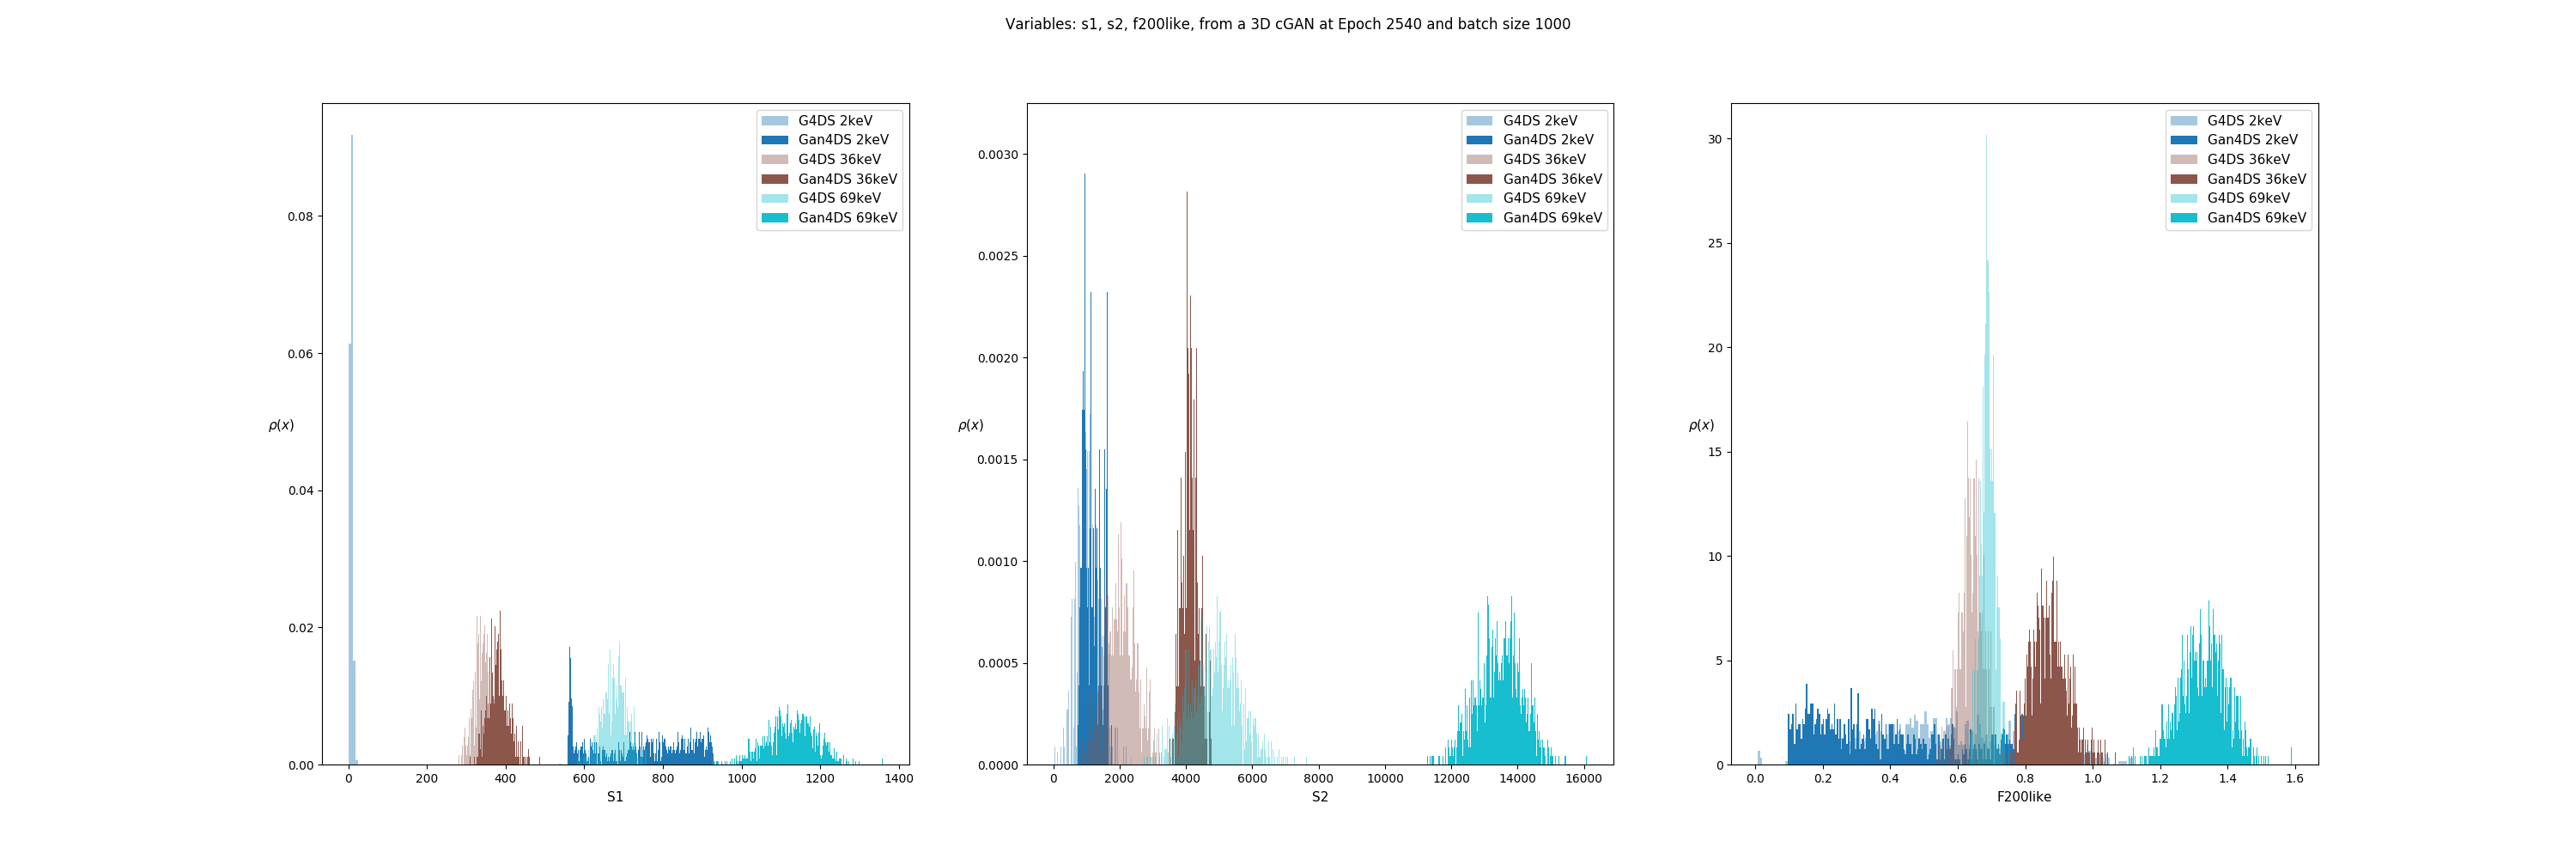 Variables: s1, s2, f200like, from a 3D cGAN at Epoch 2540 and batch size 1000
G4DS 2keV
Gan4DS 2keV
G4DS 36keV
Gan4DS 36keV
G4DS 69keV
Gan4DS 69keV
0.08
0.06
0.04
0.02
0.00
ρ(x)
0 200 400 600 800 1000 1200 1400
S1
G4DS 2keV
Gan4DS 2keV
G4DS 36keV
Gan4DS 36keV
G4DS 69keV
Gan4DS 69keV
0.0030
0.0025
0.0020
0.0015
0.0010
0.0005
0.0000
ρ(x)
0 2000 4000 6000 8000 10000 12000 14000 16000
S2
G4DS 2keV
Gan4DS 2keV
G4DS 36keV
Gan4DS 36keV
G4DS 69keV
Gan4DS 69keV
30
25
20
15
10
5
0
ρ(x)
0.0 0.2 0.4 0.6 0.8 1.0 1.2 1.4 1.6
F200like